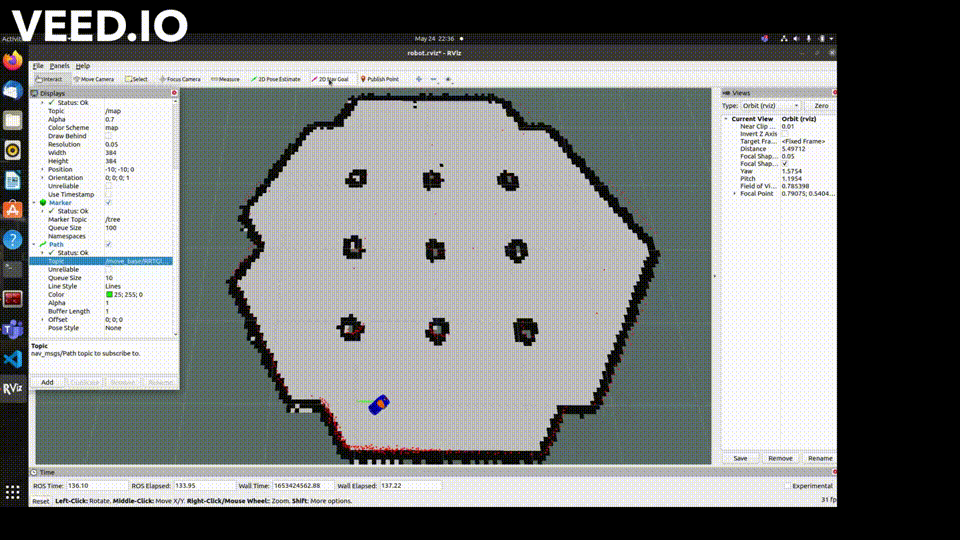 VEED.IO
May 24 22:36
robot.rviz* - RViz
File Panels Help
Interact Move Camera Select Focus Camera Measure 2D Pose Estimate 2D Nav Goal Publish Point
Displays
Status: Ok
Topic /map
Alpha 0.7
Color Scheme map
Draw Behind
Resolution 0.05
Width 384
Height 384
Position -10; -10; 0
Orientation 0; 0; 0; 1
Unreliable
Use Timestamp
Marker
Status: Ok
Marker Topic /tree
Queue Size 100
Namespaces
Path
Status: Ok
Topic
Unreliable
Queue Size 10
Line Style Lines
Color 25; 255; 0
Alpha 1
Buffer Length 1
Offset 0; 0; 0
Pose Style None
Topic
nav_msgs/Path topic to subscribe to.
Add Duplicate Remove Rename
Views
Type: Orbit (rviz) Zero
Current View Orbit (rviz)
Near Clip ... 0.01
Invert Z Axis
Target Fra... <Fixed Frame>
Distance 5.49712
Focal Shap... 0.05
Focal Shap...
Yaw 1.5754
Pitch 1.1954
Field of Vi... 0.785398
Focal Point 0.79075; 0.5404...
Save Remove Rename
Time
ROS Time: 136.10 ROS Elapsed: 133.95 Wall Time: 1653424562.88 Wall Elapsed: 137.22 Experimental
Reset Left-Click: Rotate. Middle-Click: Move X/Y. Right-Click/Mouse Wheel:: Zoom. Shift: More options.
RViz